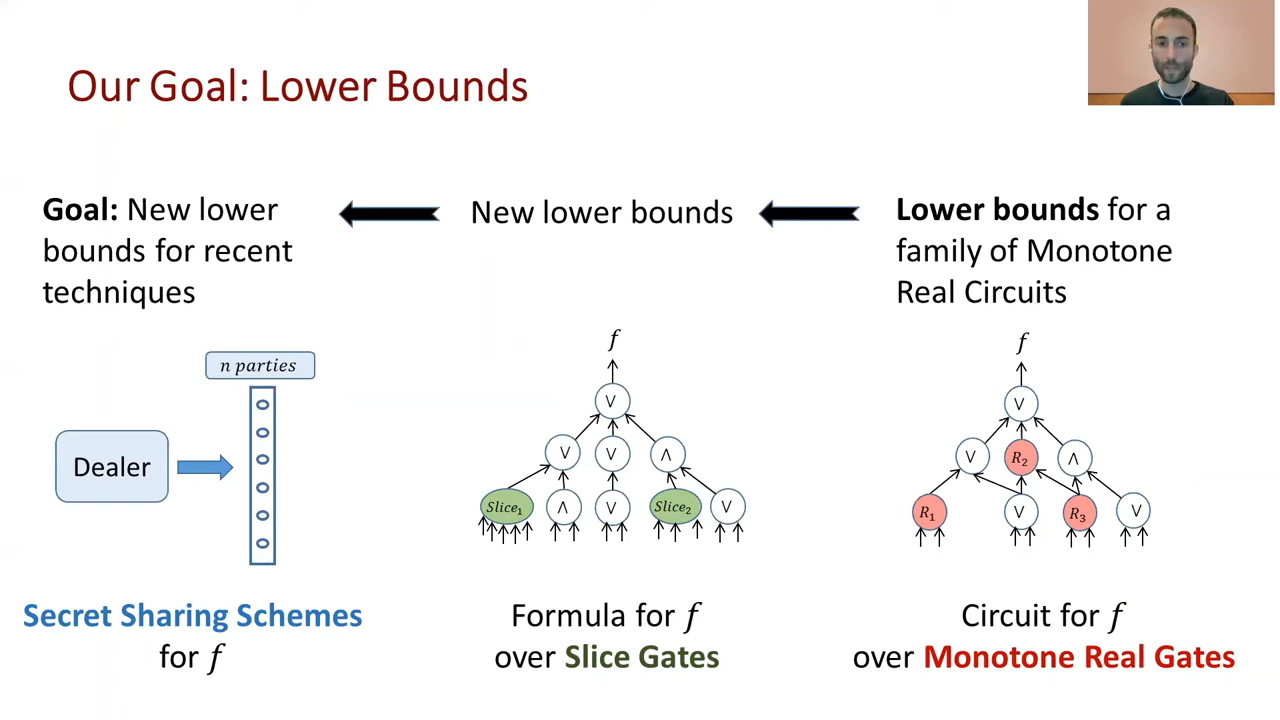 Our Goal: Lower Bounds
Goal: New lower
bounds for recent
techniques
New lower bounds
Lower bounds for a
family of Monotone
Real Circuits
n parties
Dealer
Secret Sharing Schemes
for f
f
∨
∨ ∨ ∧
Slice₁ ∧ ∨ Slice₂ ∨
Formula for f
over Slice Gates
f
∨
∨ R₂ ∧
R₁ ∨ R₃ ∨
Circuit for f
over Monotone Real Gates